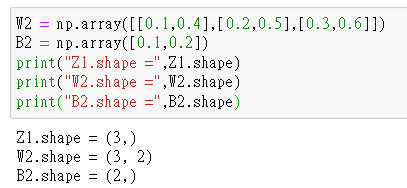 W2 = np.array([[0.1,0.4],[0.2,0.5],[0.3,0.6]])
B2 = np.array([0.1,0.2])
print("Z1.shape =",Z1.shape)
print("W2.shape =",W2.shape)
print("B2.shape =",B2.shape)
Z1.shape = (3,)
W2.shape = (3, 2)
B2.shape = (2,)